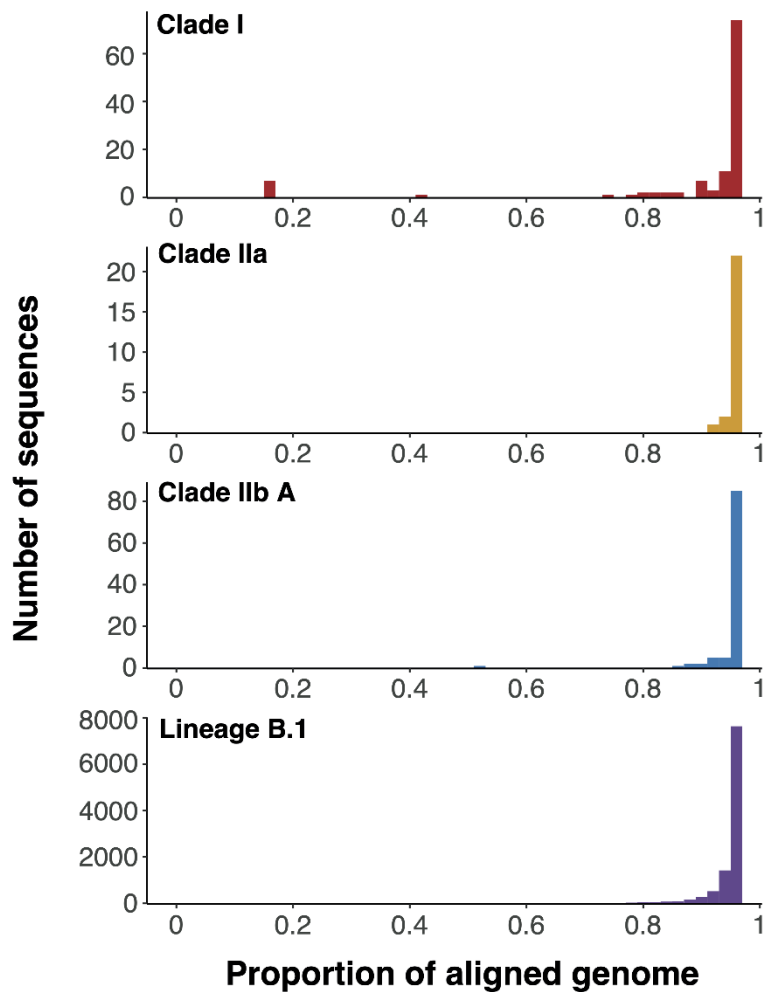 Clade I
60
40
20
0
0 0.2 0.4 0.6 0.8 1
Clade IIa
20
15
10
5
0
0 0.2 0.4 0.6 0.8 1
Clade IIb A
80
60
40
20
0
0 0.2 0.4 0.6 0.8 1
Lineage B.1
8000
6000
4000
2000
0
0 0.2 0.4 0.6 0.8 1
Number of sequences
Proportion of aligned genome